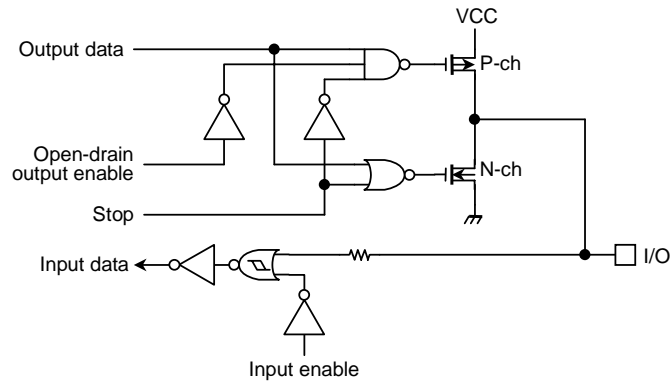 VCC
Output data
P-ch
Open-drain
output enable
N-ch
Stop
Input data
I/O
Input enable